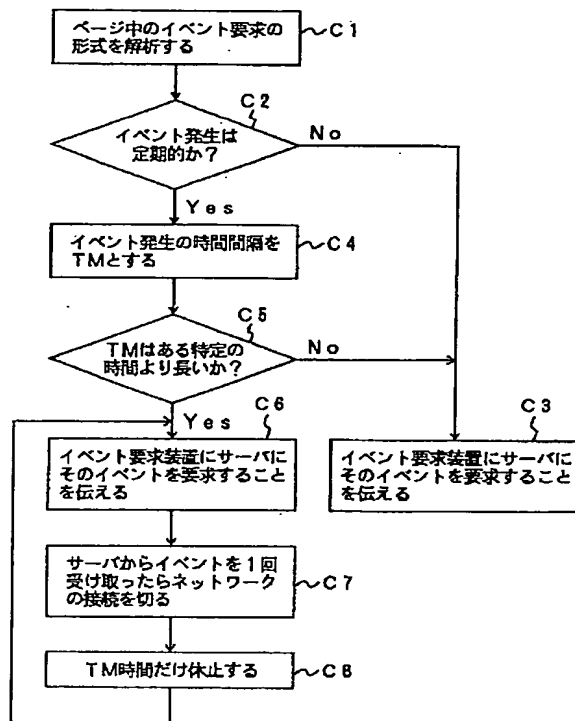 ページ中のイベント要求の
形式を解析する
C1
C2
イベント発生は
定期的か?
No
Yes
イベント発生の時間間隔を
TMとする
C4
C5
TMはある特定の
時間より長いか?
No
Yes
C6
イベント要求装置にサーバに
そのイベントを要求すること
を伝える
C3
イベント要求装置にサーバに
そのイベントを要求すること
を伝える
サーバからイベントを1回
受け取ったらネットワーク
の接続を切る
C7
TM時間だけ休止する
C8